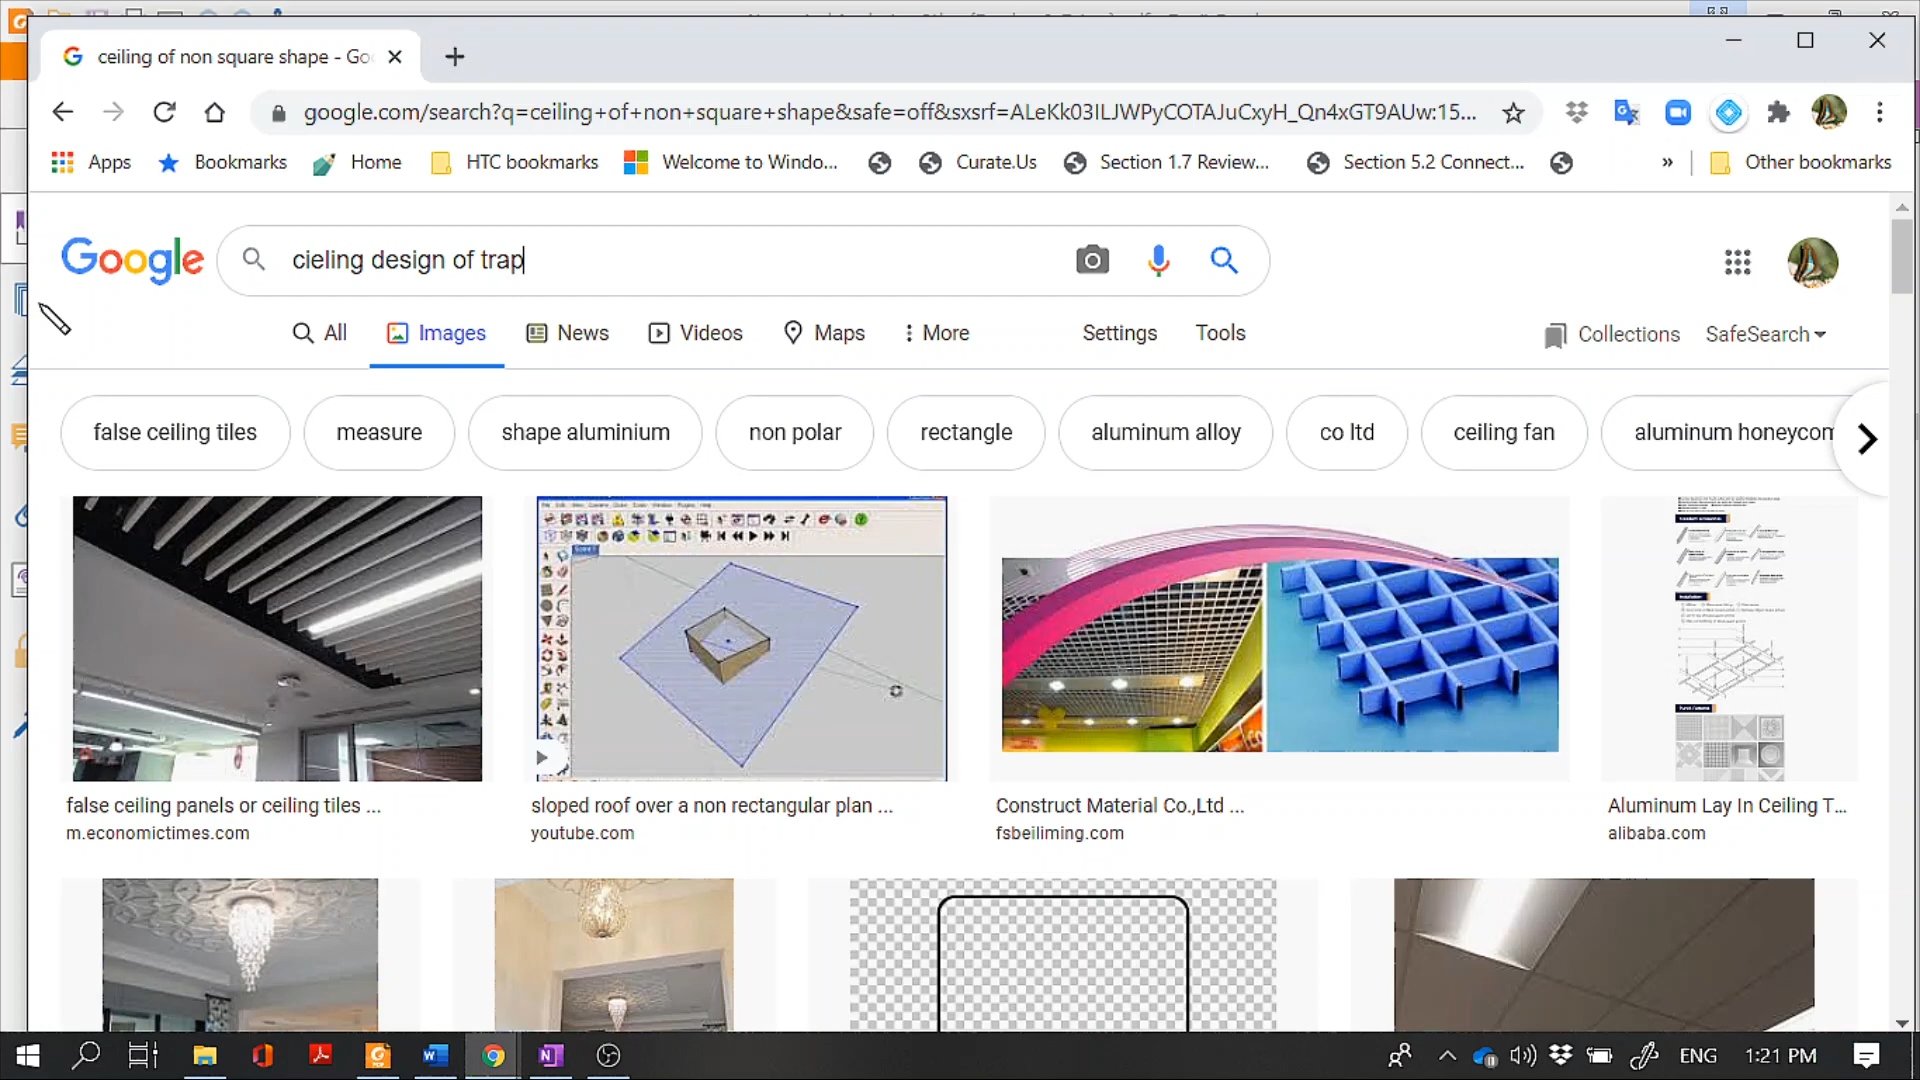 ceiling of non square shape - Goo
google.com/search?q=ceiling+of+non+square+shape&safe=off&sxsrf=ALeKk03ILJWPyCOTAJuCxyH_Qn4xGT9AUw:15...
Apps Bookmarks Home HTC bookmarks Welcome to Windo... Curate.Us Section 1.7 Review... Section 5.2 Connect... » Other bookmarks
Google cieling design of trap
All Images News Videos Maps More Settings Tools Collections SafeSearch
false ceiling tiles measure shape aluminium non polar rectangle aluminum alloy co ltd ceiling fan aluminum honeycom
false ceiling panels or ceiling tiles ... sloped roof over a non rectangular plan ... Construct Material Co.,Ltd ... Aluminum Lay In Ceiling T...
m.economictimes.com youtube.com fsbeiliming.com alibaba.com
ENG 1:21 PM